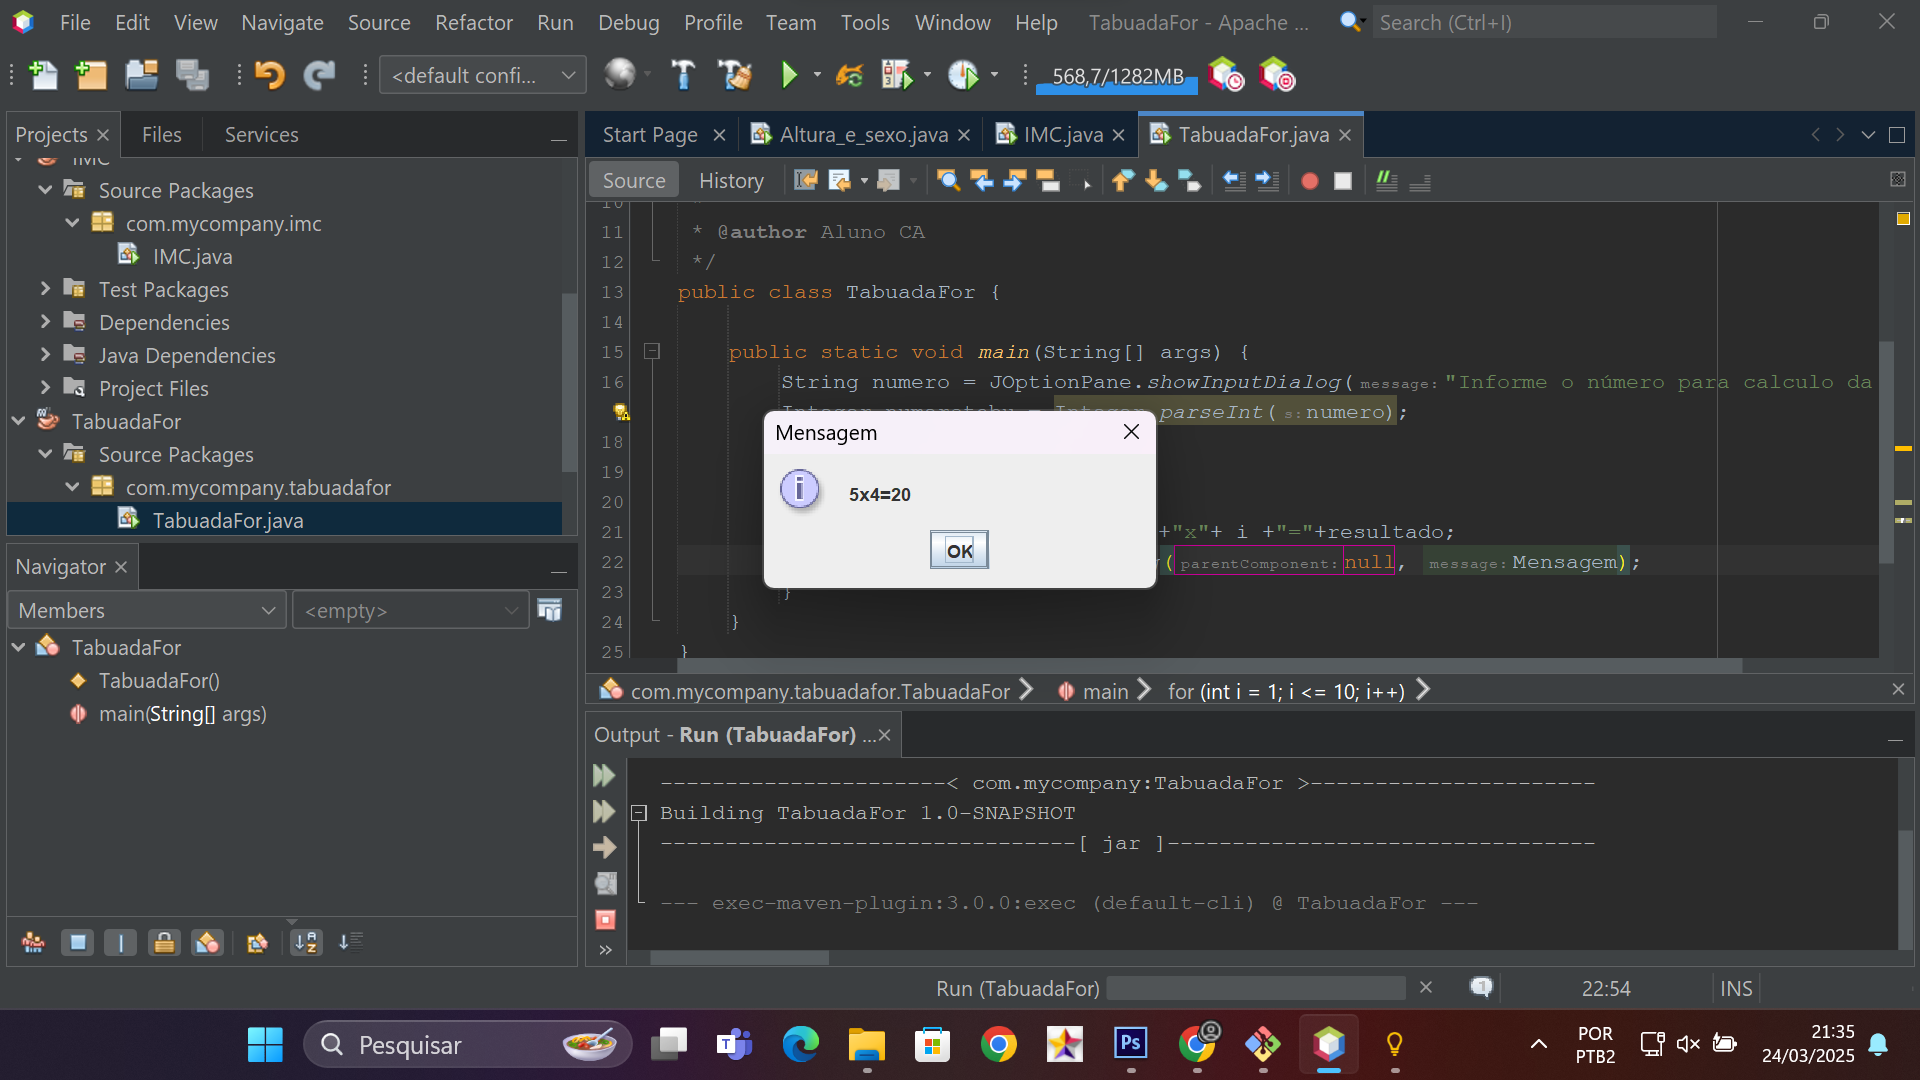 File Edit View Navigate Source Refactor Run Debug Profile Team Tools Window Help TabuadaFor - Apache ... Search (Ctrl+I)
<default confi... 568,7/1282MB
Projects Files Services
IMC
Source Packages
com.mycompany.imc
IMC.java
Test Packages
Dependencies
Java Dependencies
Project Files
TabuadaFor
Source Packages
com.mycompany.tabuadafor
TabuadaFor.java
Navigator
Members <empty>
TabuadaFor
TabuadaFor()
main(String[] args)
Start Page Altura_e_sexo.java IMC.java TabuadaFor.java
Source History
10 *
11 * @author Aluno CA
12 */
13 public class TabuadaFor {
14
15 public static void main(String[] args) {
16 String numero = JOptionPane.showInputDialog( message: "Informe o número para calculo da
parseInt( s: numero);
18
19
20
21 +"x"+ i +"="+resultado;
22 ( parentComponent: null, message: Mensagem);
23 }
24 }
25 }
Mensagem
i 5x4=20
OK
com.mycompany.tabuadafor.TabuadaFor main for (int i = 1; i <= 10; i++)
Output - Run (TabuadaFor) ...
----------------------< com.mycompany:TabuadaFor >----------------------
Building TabuadaFor 1.0-SNAPSHOT
--------------------------------[ jar ]---------------------------------
--- exec-maven-plugin:3.0.0:exec (default-cli) @ TabuadaFor ---
Run (TabuadaFor) 1 22:54 INS
Pesquisar
T
Ps
POR
PTB2
21:35
24/03/2025